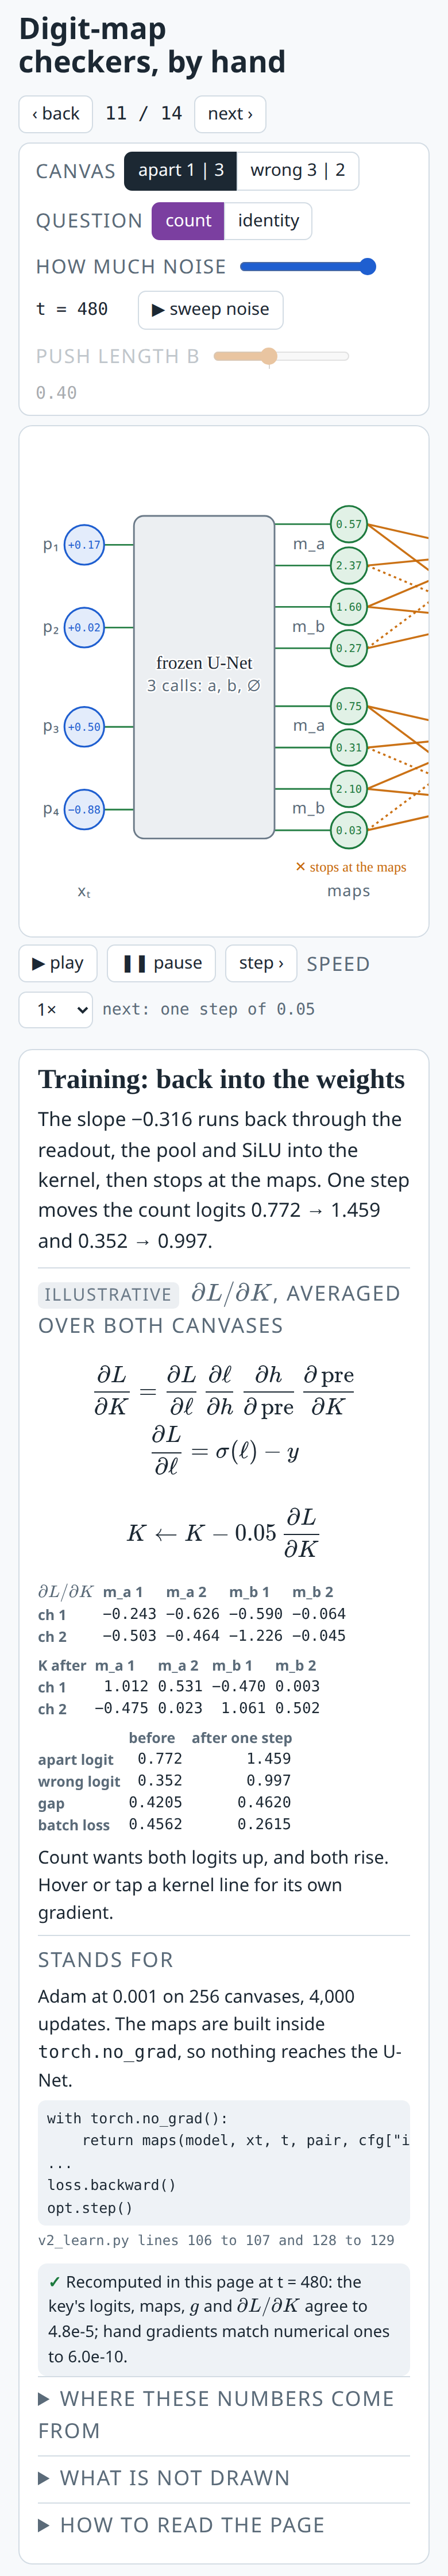 Digit-map
checkers, by hand
‹ back 11 / 14 next ›
CANVAS apart 1 | 3 wrong 3 | 2
QUESTION count identity
HOW MUCH NOISE
t = 480 ▶ sweep noise
PUSH LENGTH B
0.40
p₁ +0.17
p₂ +0.02
p₃ +0.50
p₄ −0.88
xₜ
frozen U-Net
3 calls: a, b, ∅
m_a 0.57
2.37
m_b 1.60
0.27
m_a 0.75
0.31
m_b 2.10
0.03
✕ stops at the maps
maps
▶ play ❚❚ pause step › SPEED
1× next: one step of 0.05
Training: back into the weights
The slope −0.316 runs back through the
readout, the pool and SiLU into the
kernel, then stops at the maps. One step
moves the count logits 0.772 → 1.459
and 0.352 → 0.997.
ILLUSTRATIVE ∂L/∂K, AVERAGED
OVER BOTH CANVASES
∂L/∂K = ∂L/∂ℓ ∂ℓ/∂h ∂h/∂pre ∂pre/∂K
∂L/∂ℓ = σ(ℓ) − y
K ← K − 0.05 ∂L/∂K
∂L/∂K m_a 1 m_a 2 m_b 1 m_b 2
ch 1 −0.243 −0.626 −0.590 −0.064
ch 2 −0.503 −0.464 −1.226 −0.045
K after m_a 1 m_a 2 m_b 1 m_b 2
ch 1 1.012 0.531 −0.470 0.003
ch 2 −0.475 0.023 1.061 0.502
before after one step
apart logit 0.772 1.459
wrong logit 0.352 0.997
gap 0.4205 0.4620
batch loss 0.4562 0.2615
Count wants both logits up, and both rise.
Hover or tap a kernel line for its own
gradient.
STANDS FOR
Adam at 0.001 on 256 canvases, 4,000
updates. The maps are built inside
torch.no_grad, so nothing reaches the U-
Net.
with torch.no_grad():
return maps(model, xt, t, pair, cfg["i
...
loss.backward()
opt.step()
v2_learn.py lines 106 to 107 and 128 to 129
✓ Recomputed in this page at t = 480: the
key's logits, maps, g and ∂L/∂K agree to
4.8e-5; hand gradients match numerical ones
to 6.0e-10.
▶ WHERE THESE NUMBERS COME
FROM
▶ WHAT IS NOT DRAWN
▶ HOW TO READ THE PAGE